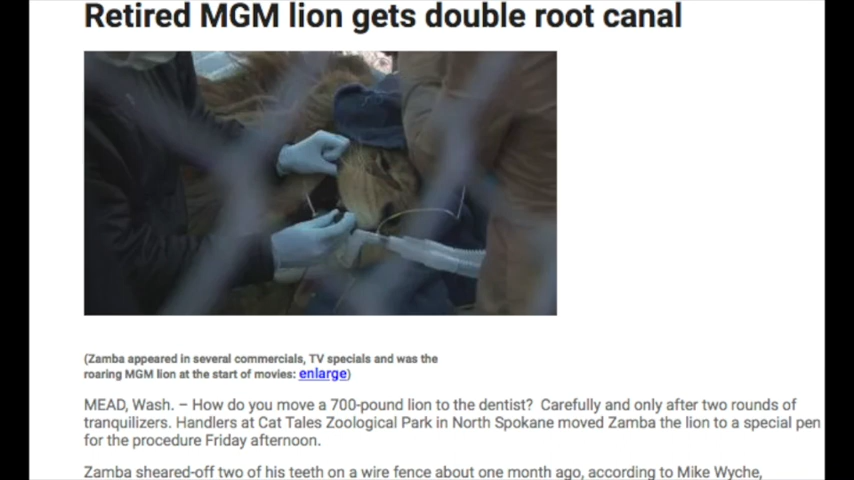 Retired MGM lion gets double root canal
(Zamba appeared in several commercials, TV specials and was the
roaring MGM lion at the start of movies: enlarge)
MEAD, Wash. – How do you move a 700-pound lion to the dentist?  Carefully and only after two rounds of
tranquilizers. Handlers at Cat Tales Zoological Park in North Spokane moved Zamba the lion to a special pen
for the procedure Friday afternoon.
Zamba sheared-off two of his teeth on a wire fence about one month ago, according to Mike Wyche,